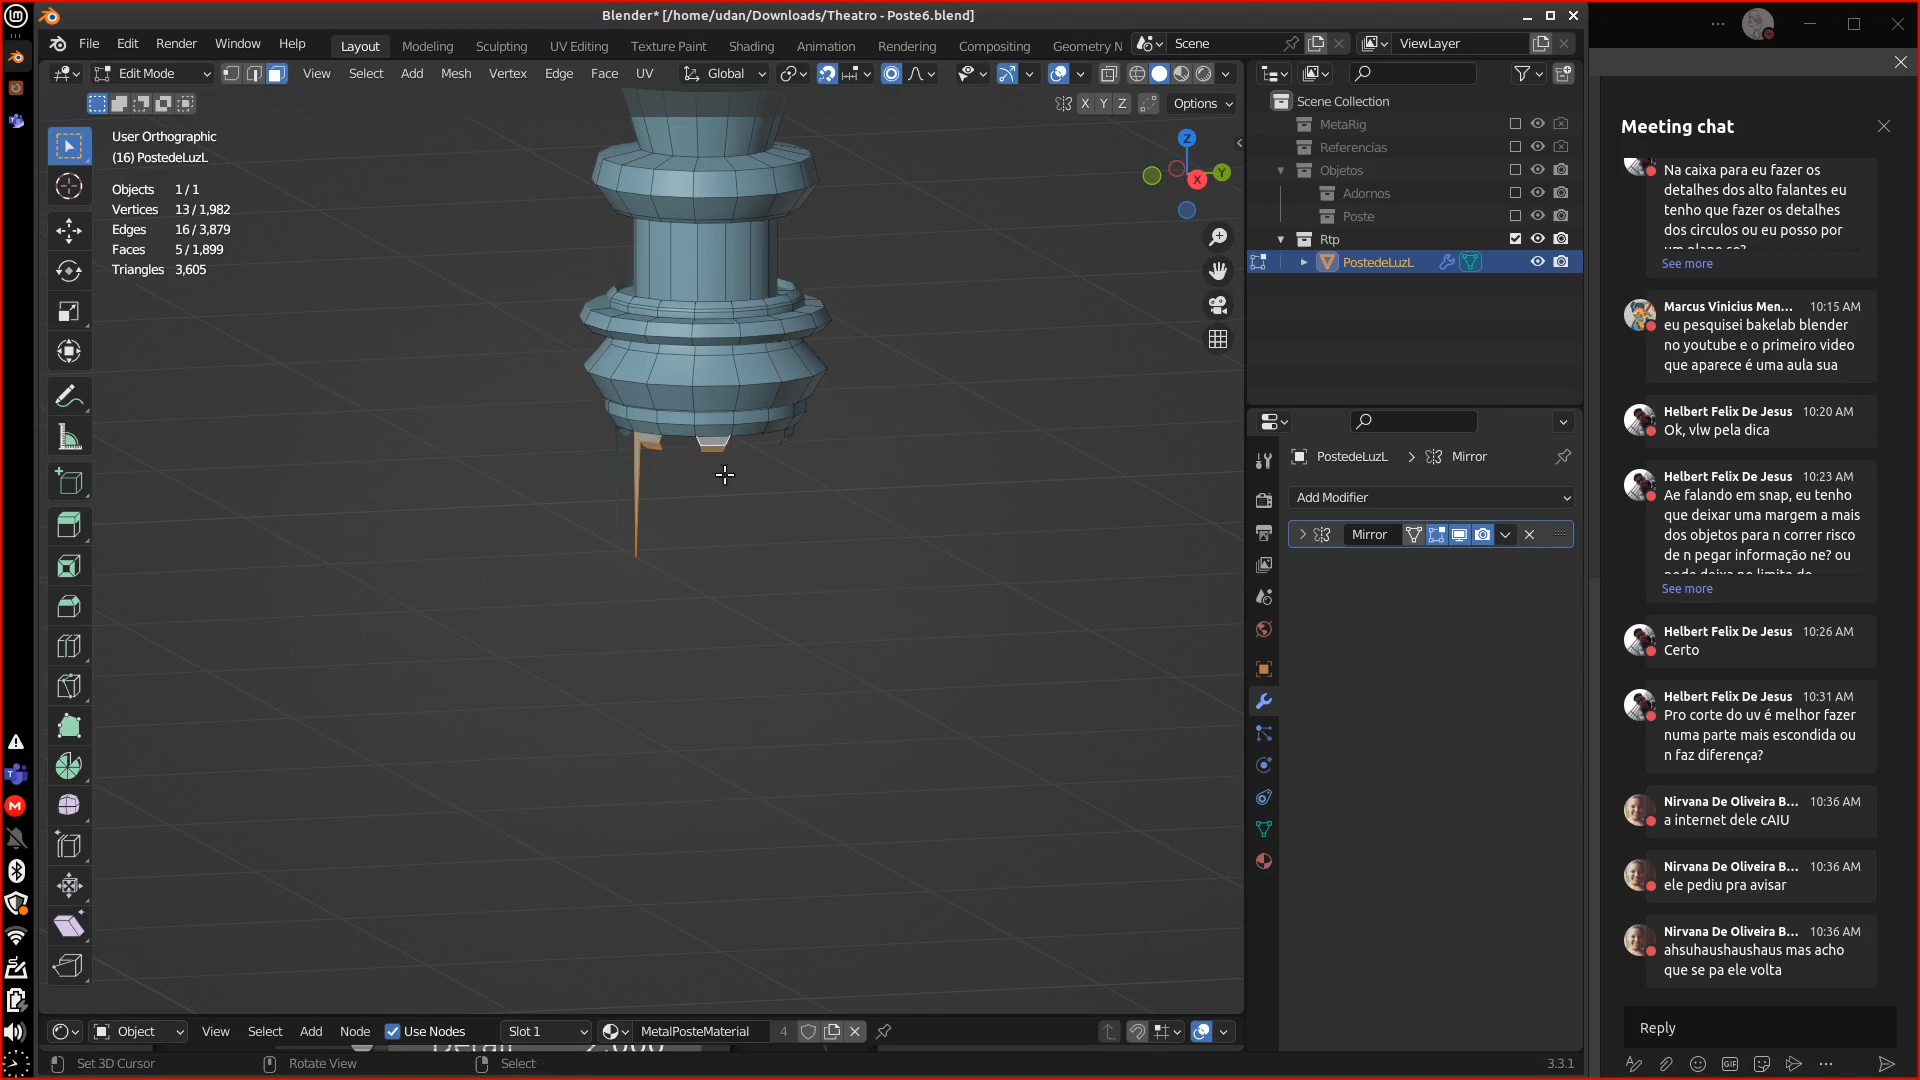 Blender* [/home/udan/Downloads/Theatro - Poste6.blend]
File Edit Render Window Help
Layout Modeling Sculpting UV Editing Texture Paint Shading Animation Rendering Compositing Geometry N
Scene
ViewLayer
Edit Mode
View Select Add Mesh Vertex Edge Face UV
Global
X Y Z
Options
User Orthographic
(16) PostedeLuzL
Objects 1 / 1
Vertices 13 / 1,982
Edges 16 / 3,879
Faces 5 / 1,899
Triangles 3,605
Z
Y
X
Scene Collection
MetaRig
Referencias
Objetos
Adornos
Poste
Rtp
PostedeLuzL
PostedeLuzL > Mirror
Add Modifier
Mirror
Object
View Select Add Node
Use Nodes
Slot 1
MetalPosteMaterial
4
Set 3D Cursor
Rotate View
Select
3.3.1
Meeting chat
Na caixa para eu fazer os
detalhes dos alto falantes eu
tenho que fazer os detalhes
dos circulos ou eu posso por
See more
Marcus Vinicius Men... 10:15 AM
eu pesquisei bakelab blender
no youtube e o primeiro video
que aparece é uma aula sua
Helbert Felix De Jesus 10:20 AM
Ok, vlw pela dica
Helbert Felix De Jesus 10:23 AM
Ae falando em snap, eu tenho
que deixar uma margem a mais
dos objetos para n correr risco
de n pegar informação ne? ou
See more
Helbert Felix De Jesus 10:26 AM
Certo
Helbert Felix De Jesus 10:31 AM
Pro corte do uv é melhor fazer
numa parte mais escondida ou
n faz diferença?
Nirvana De Oliveira B... 10:36 AM
a internet dele cAIU
Nirvana De Oliveira B... 10:36 AM
ele pediu pra avisar
Nirvana De Oliveira B... 10:36 AM
ahsuhaushaushaus mas acho
que se pa ele volta
Reply
GIF